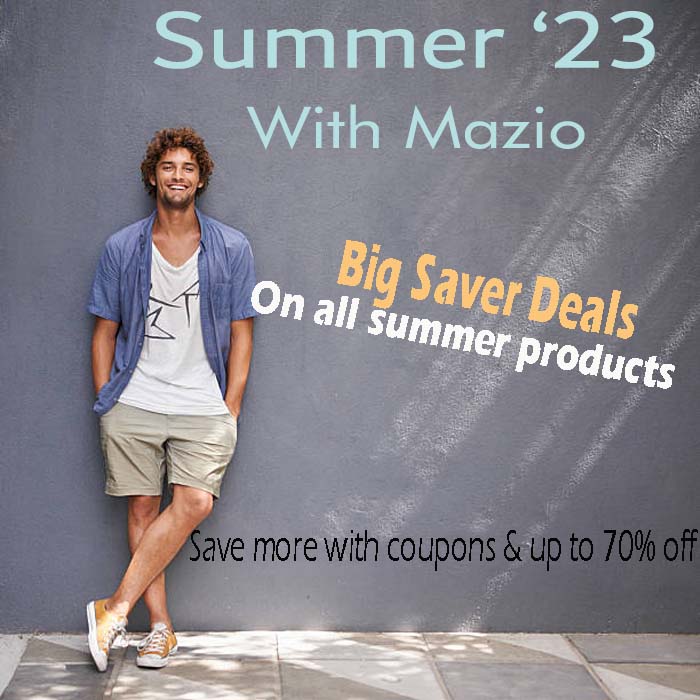 Summer ‘23
With Mazio
Big Saver Deals
On all summer products
Save more with coupons & up to 70% off